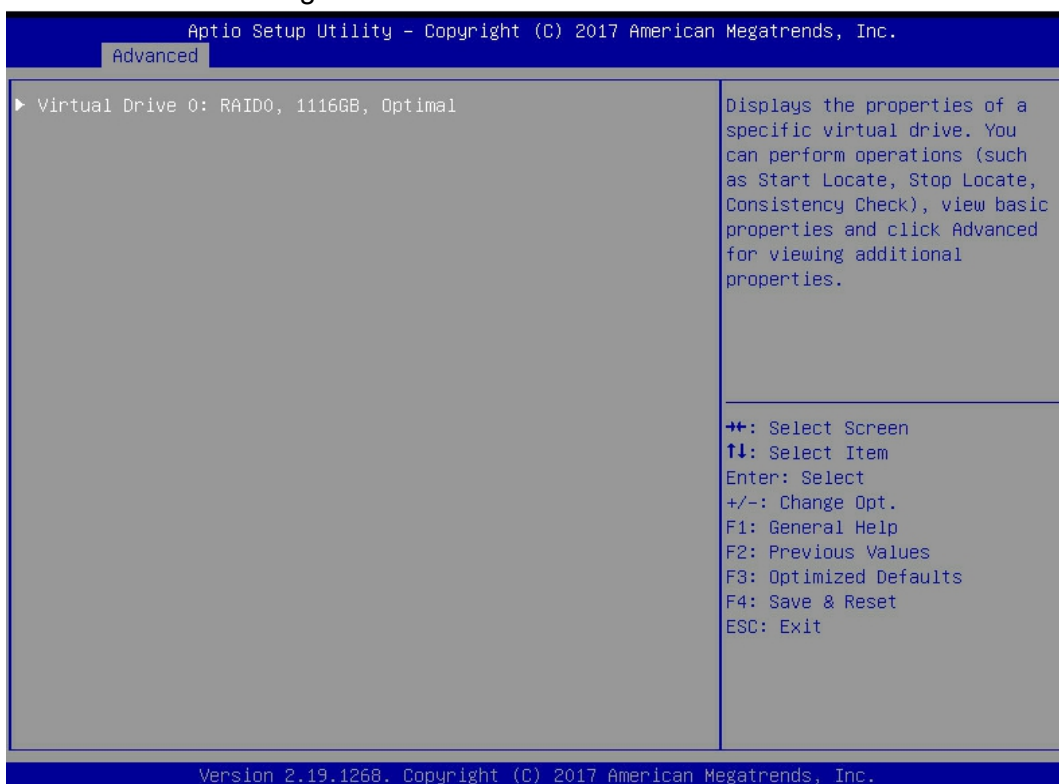 Aptio Setup Utility – Copyright (C) 2017 American Megatrends, Inc.
Advanced
▶ Virtual Drive 0: RAID0, 1116GB, Optimal
Displays the properties of a
specific virtual drive. You
can perform operations (such
as Start Locate, Stop Locate,
Consistency Check), view basic
properties and click Advanced
for viewing additional
properties.
→←: Select Screen
↑↓: Select Item
Enter: Select
+/-: Change Opt.
F1: General Help
F2: Previous Values
F3: Optimized Defaults
F4: Save & Reset
ESC: Exit
Version 2.19.1268. Copyright (C) 2017 American Megatrends, Inc.